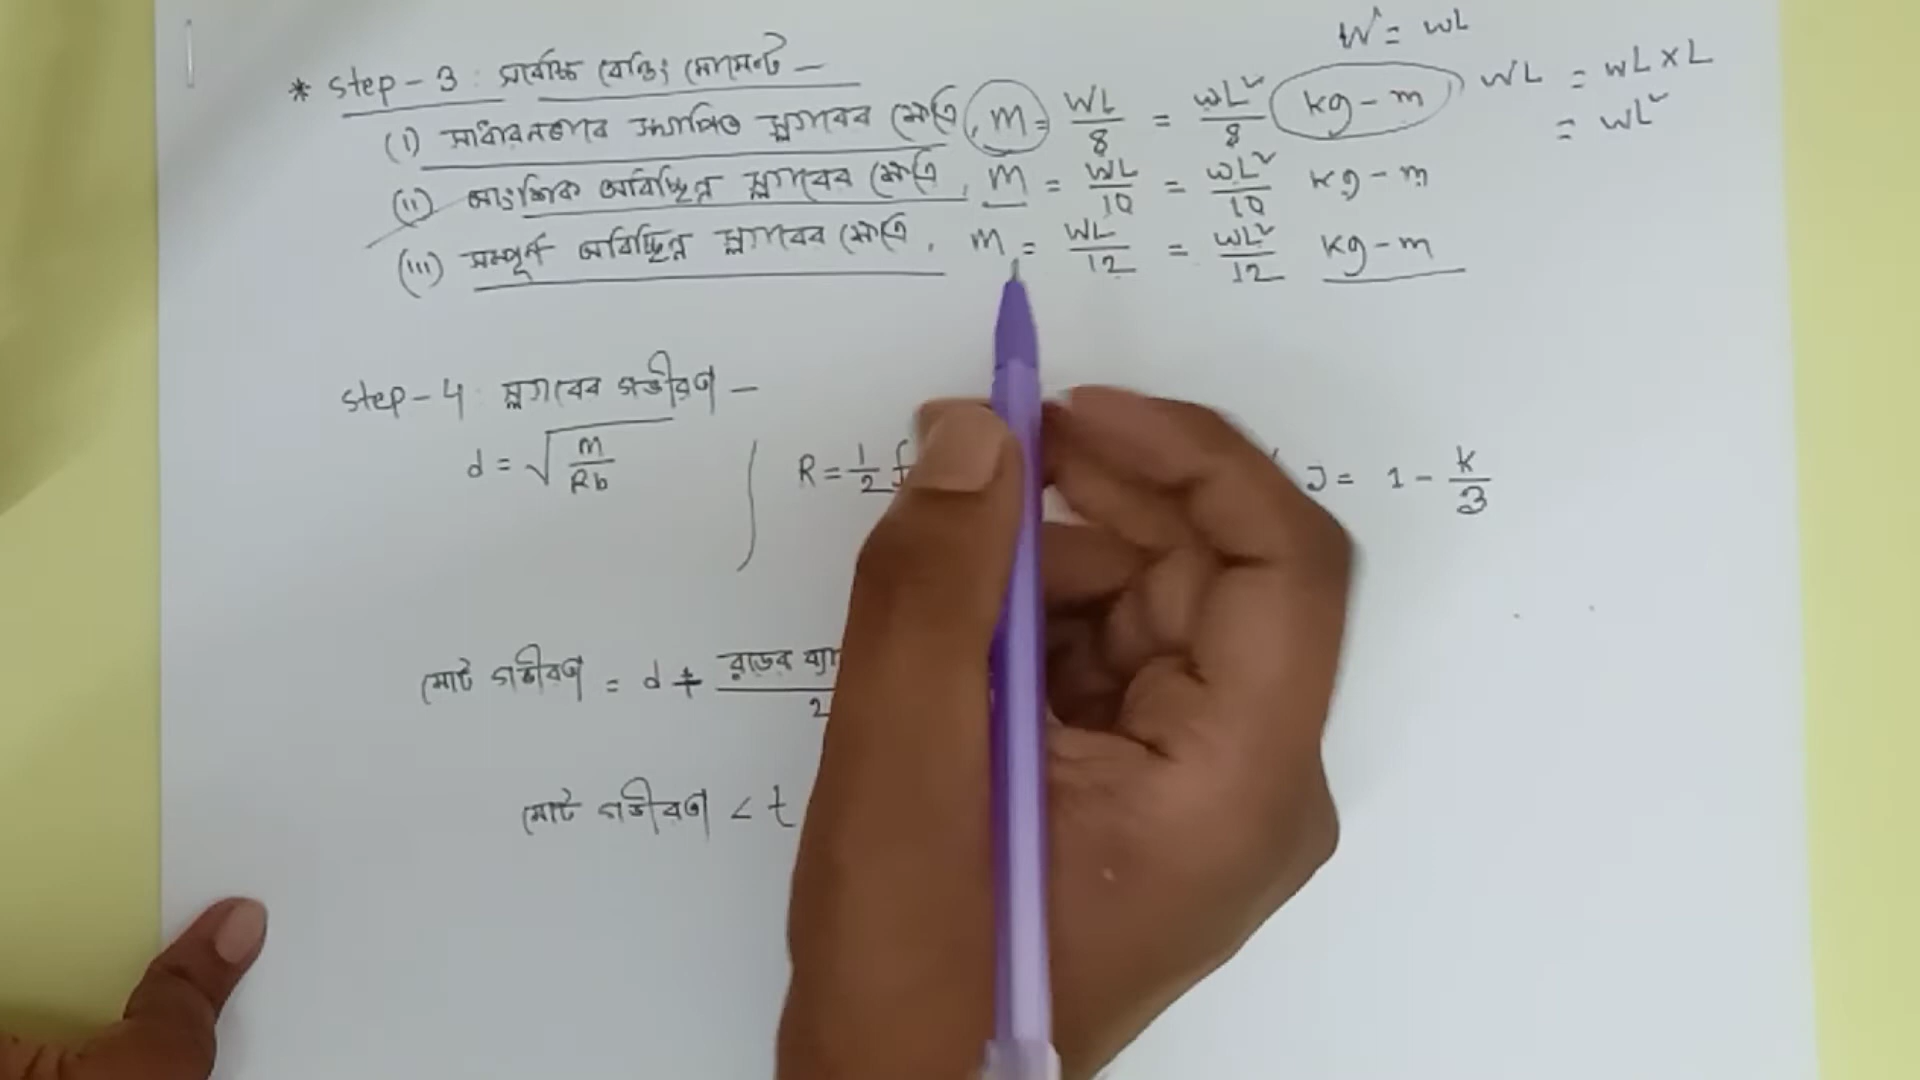 W = wL
* Step - 3 : সর্বোচ্চ বেন্ডিং মোমেন্ট —
WL = wL x L
= wL²
(i) সাধারনভাবে স্থাপিত স্ল্যাবের ক্ষেত্রে, M = WL/8 = wL²/8 kg - m
(ii) আংশিক অবিচ্ছিন্ন স্ল্যাবের ক্ষেত্রে, M = WL/10 = wL²/10 kg - m
(iii) সম্পূর্ণ অবিচ্ছিন্ন স্ল্যাবের ক্ষেত্রে, M = WL/12 = wL²/12 kg - m
Step - 4 : স্ল্যাবের গভীরতা —
d = √(M/Rb) R = 1/2 f J = 1 - k/3
মোট গভীরতা = d + রডের ব্যা/2
মোট গভীরতা < t